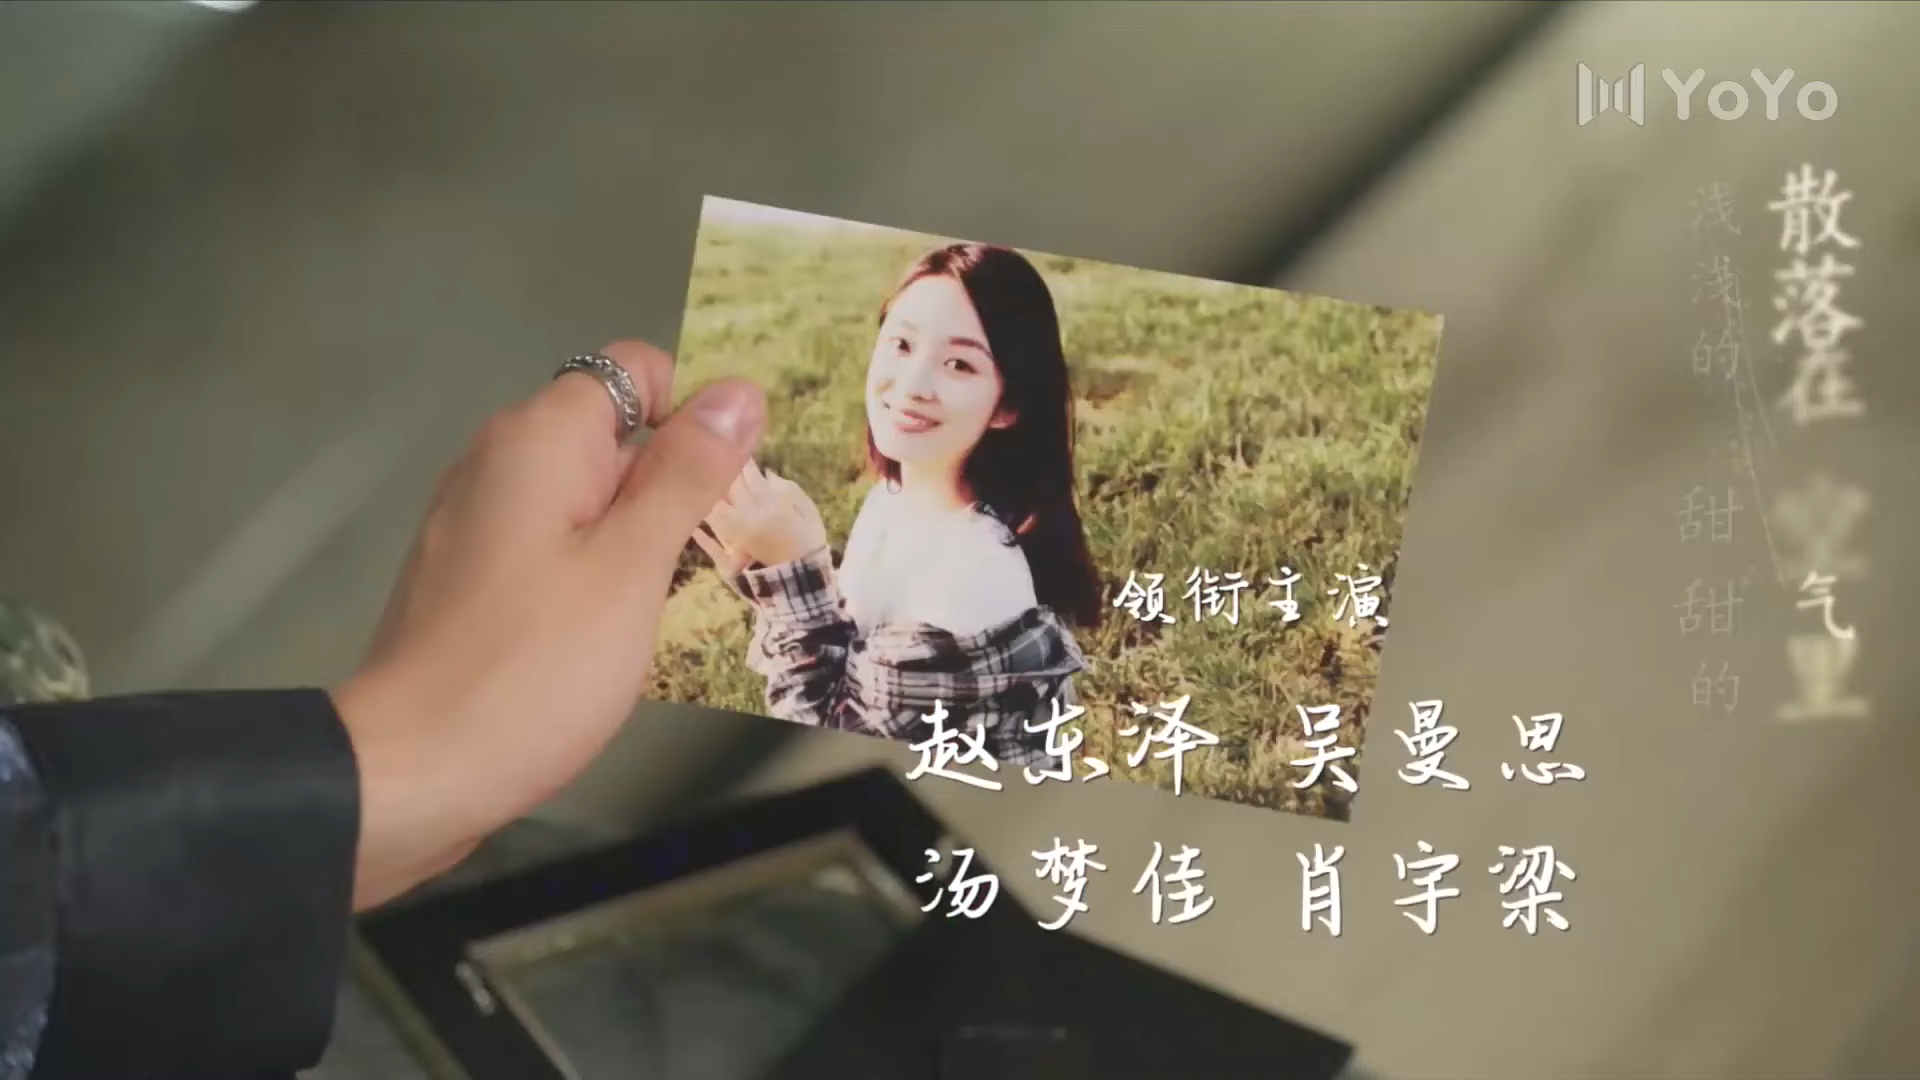 YoYo
散落在空气里
浅浅的 甜甜的
领衔主演
赵东泽 吴曼思
汤梦佳 肖宇梁